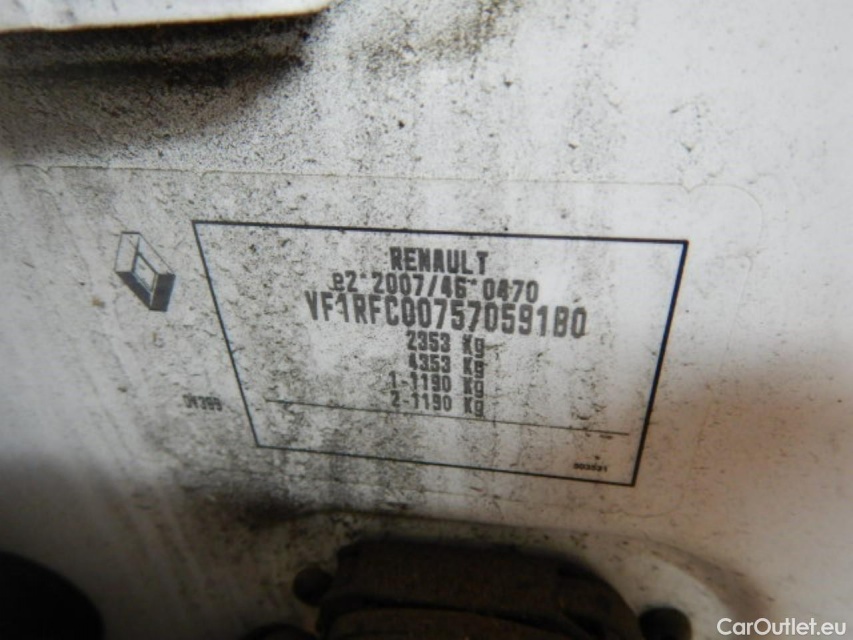 RENAULT
e2*2007/46*0470
VF1RFC00757059180
2353 Kg
4353 Kg
1-1190 Kg
2-1190 Kg
CarOutlet.eu